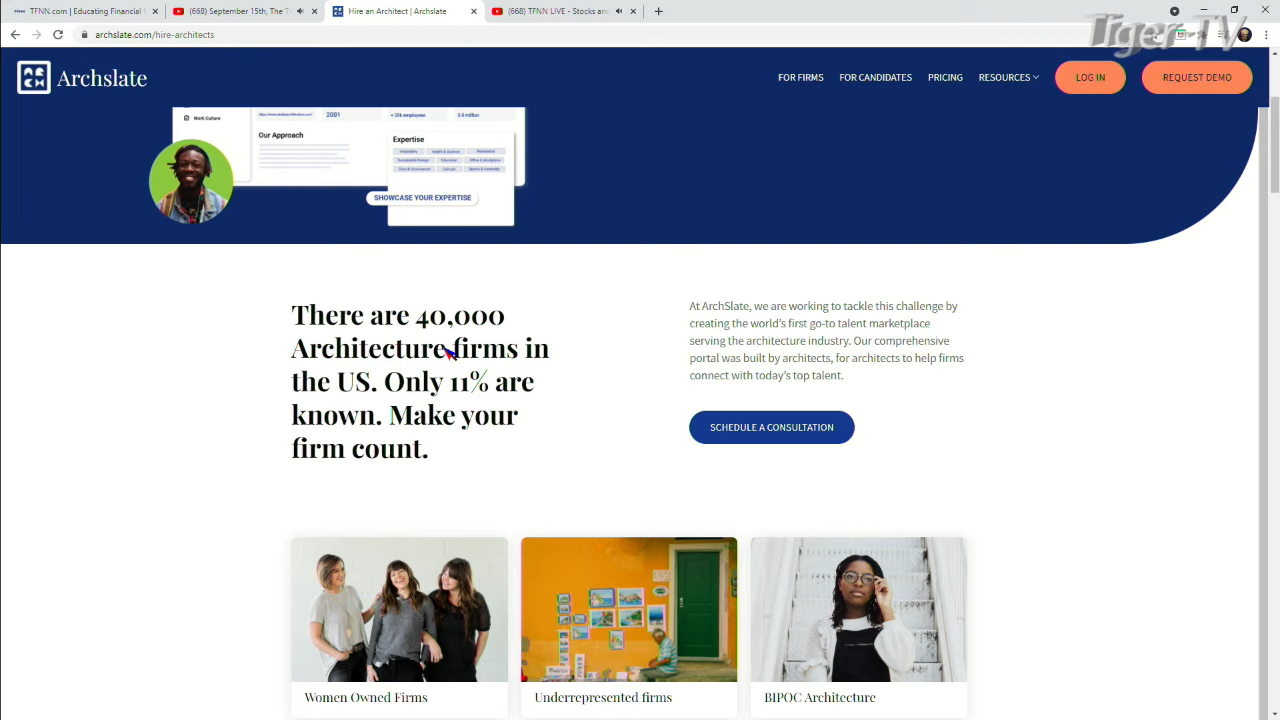 TFNN.com | Educating Financial I
(668) September 15th, The T
Hire an Architect | Archslate
(668) TFNN LIVE - Stocks and
archslate.com/hire-architects
Tiger TV
Archslate
FOR FIRMS
FOR CANDIDATES
PRICING
RESOURCES
LOG IN
REQUEST DEMO
Work Culture
2001
+ 50k employees
$ 8 million
Our Approach
Expertise
SHOWCASE YOUR EXPERTISE
There are 40,000
Architecture firms in
the US. Only 11% are
known. Make your
firm count.
At ArchSlate, we are working to tackle this challenge by
creating the world's first go-to talent marketplace
serving the architecture industry. Our comprehensive
portal was built by architects, for architects to help firms
connect with today's top talent.
SCHEDULE A CONSULTATION
Women Owned Firms
Underrepresented firms
BIPOC Architecture